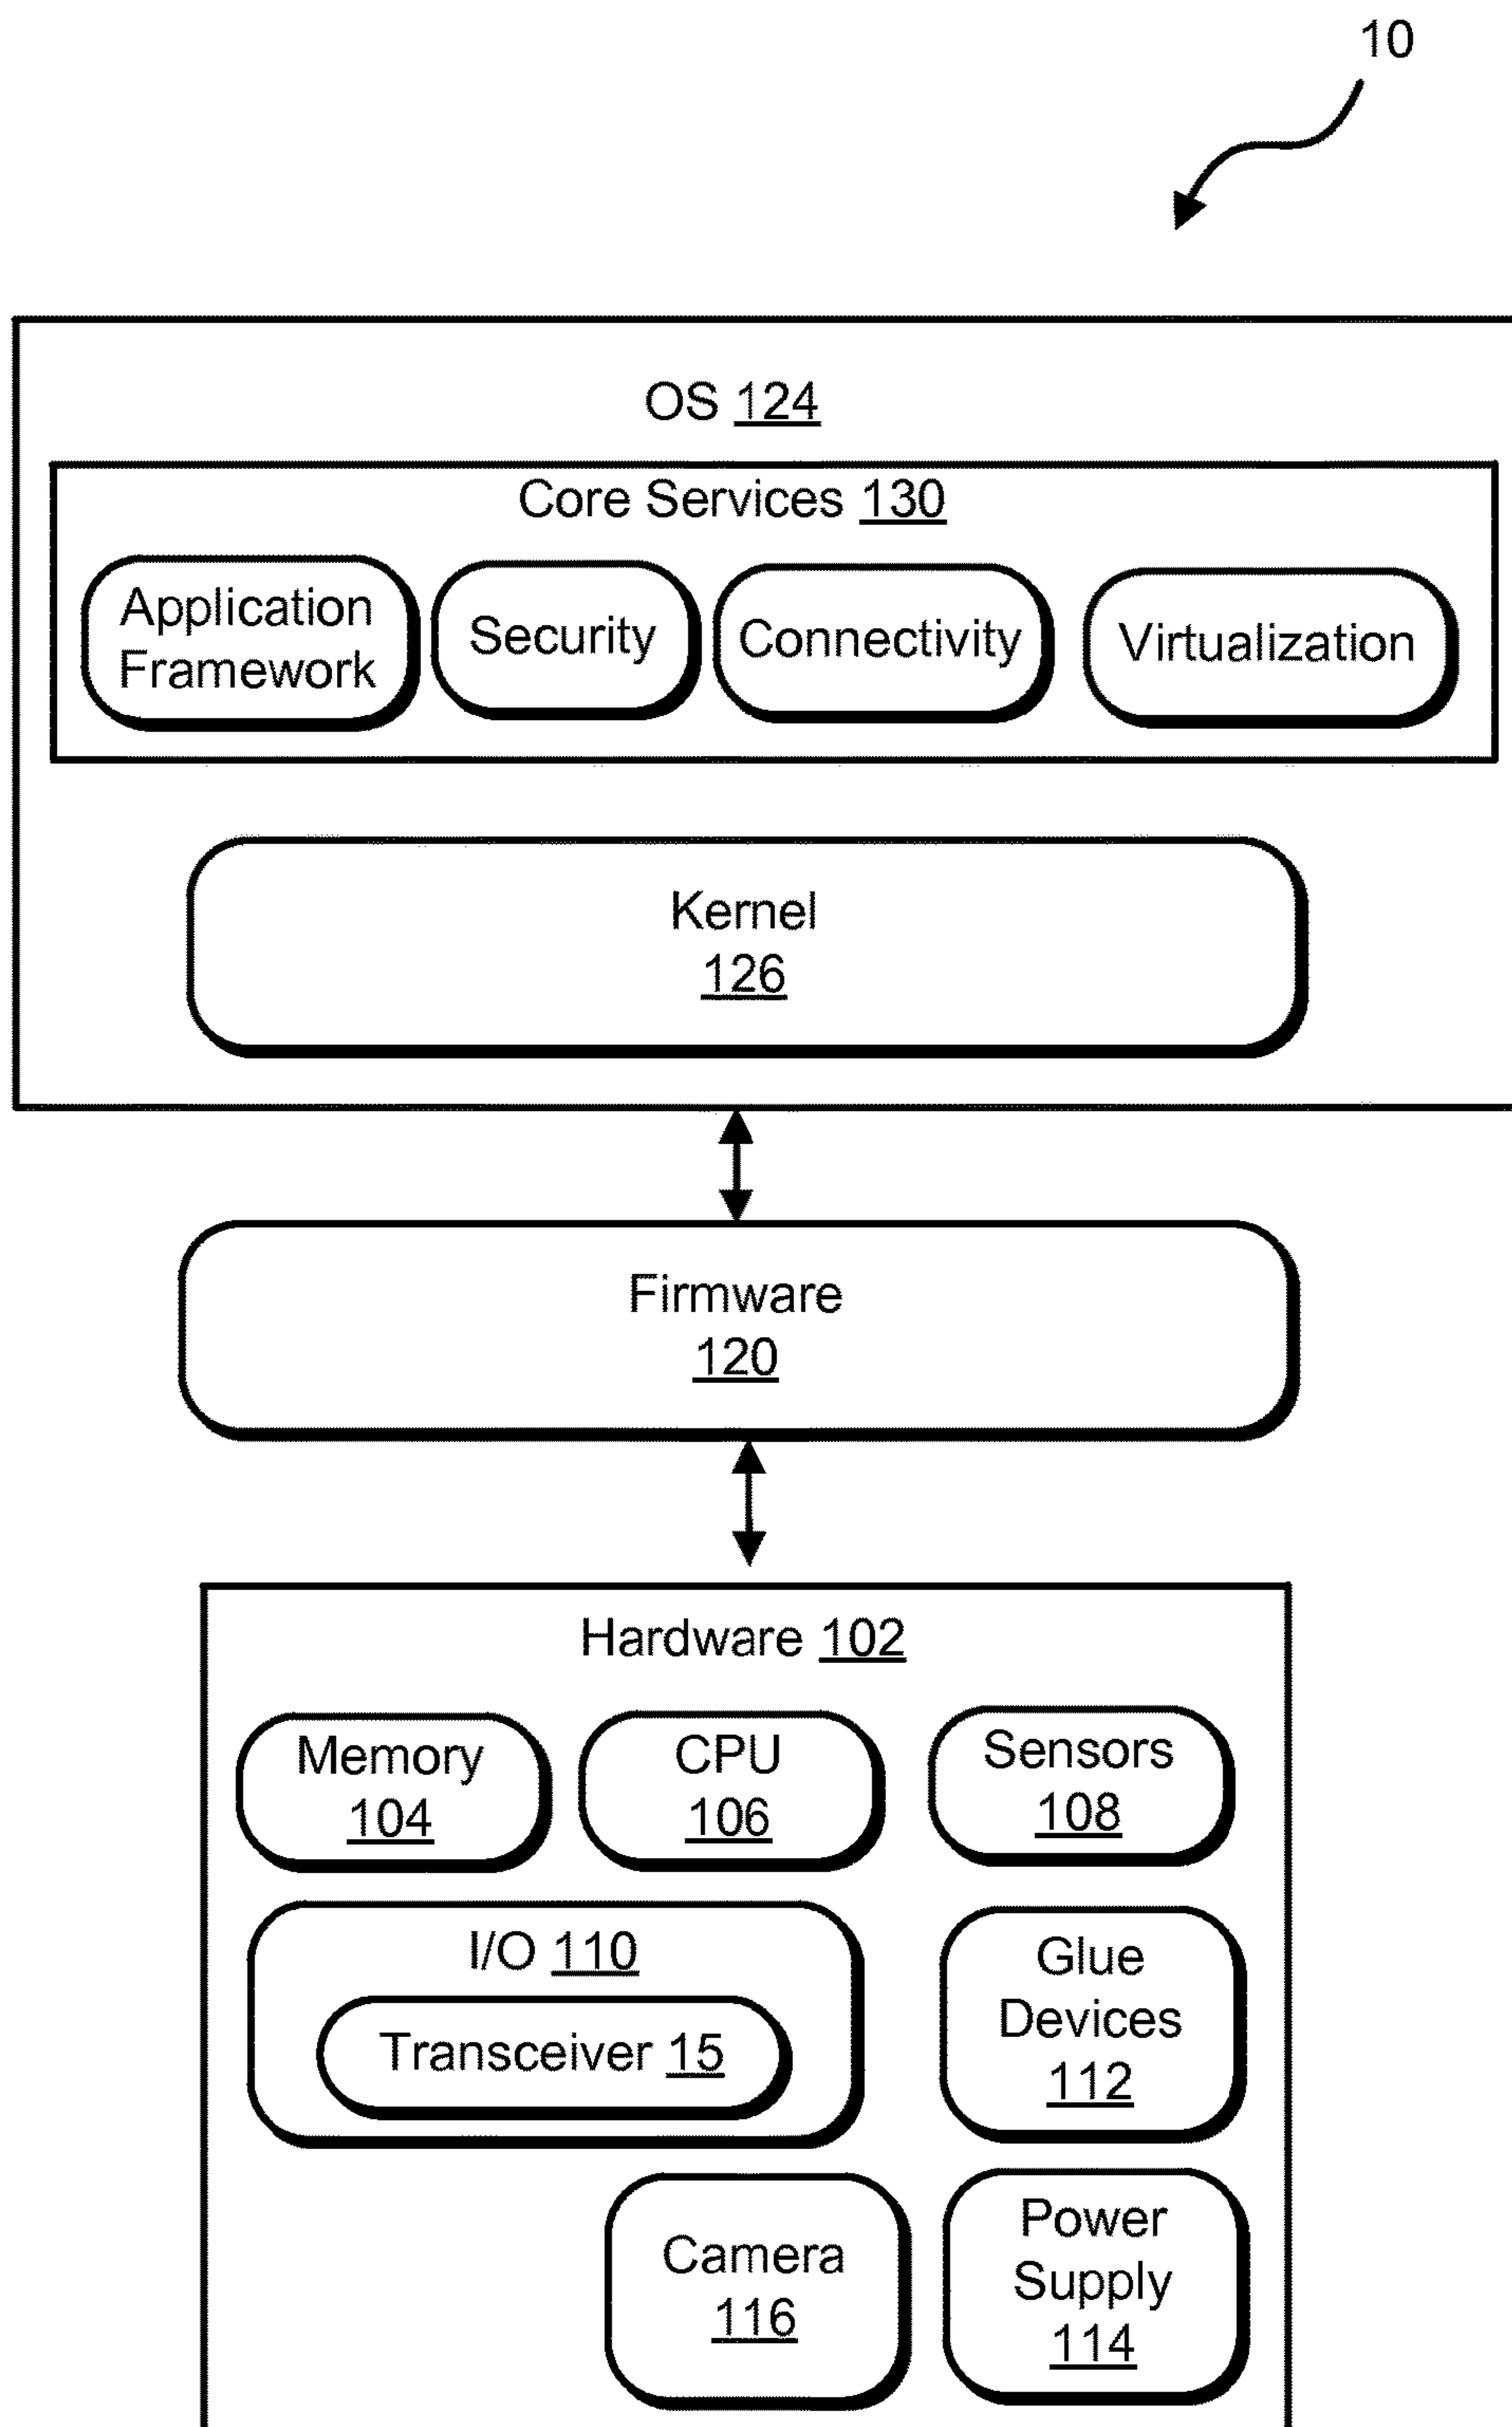 10
OS 124
Core Services 130
Application
Framework
Security
Connectivity
Virtualization
Kernel
126
Firmware
120
Hardware 102
Memory
104
CPU
106
Sensors
108
I/O 110
Transceiver 15
Glue
Devices
112
Camera
116
Power
Supply
114